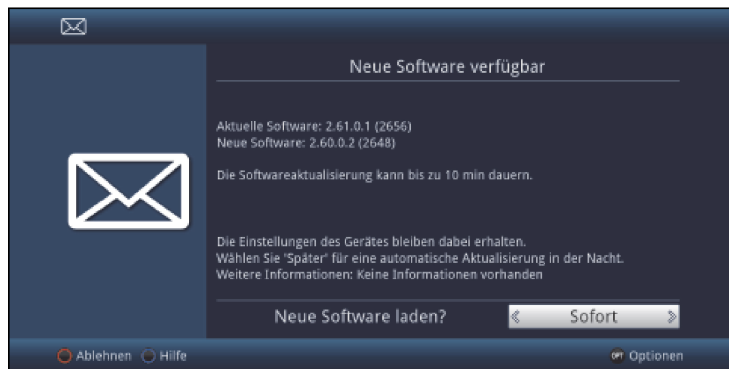 Neue Software verfügbar
Aktuelle Software: 2.61.0.1 (2656)
Neue Software: 2.60.0.2 (2648)
Die Softwareaktualisierung kann bis zu 10 min dauern.
Die Einstellungen des Gerätes bleiben dabei erhalten.
Wählen Sie 'Später' für eine automatische Aktualisierung in der Nacht.
Weitere Informationen: Keine Informationen vorhanden
Neue Software laden? « Sofort »
Ablehnen Hilfe OPT Optionen